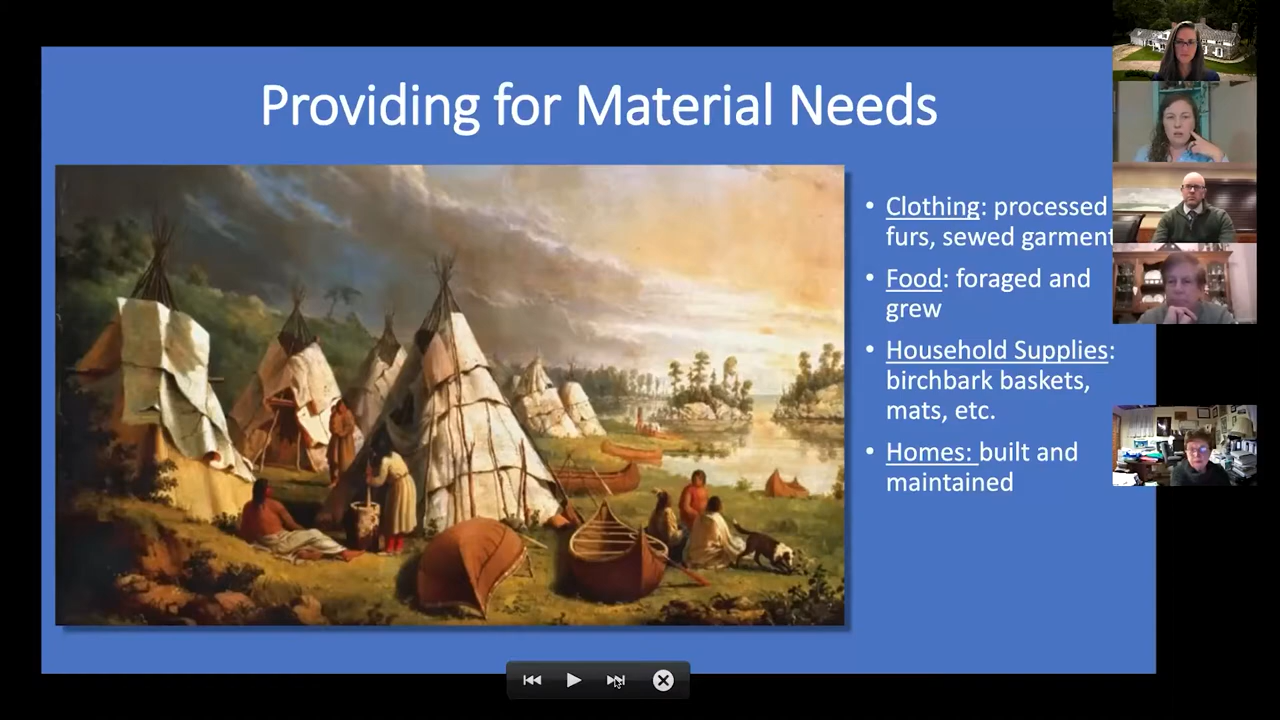 Providing for Material Needs
• Clothing: processed
furs, sewed garment
• Food: foraged and
grew
• Household Supplies:
birchbark baskets,
mats, etc.
• Homes: built and
maintained